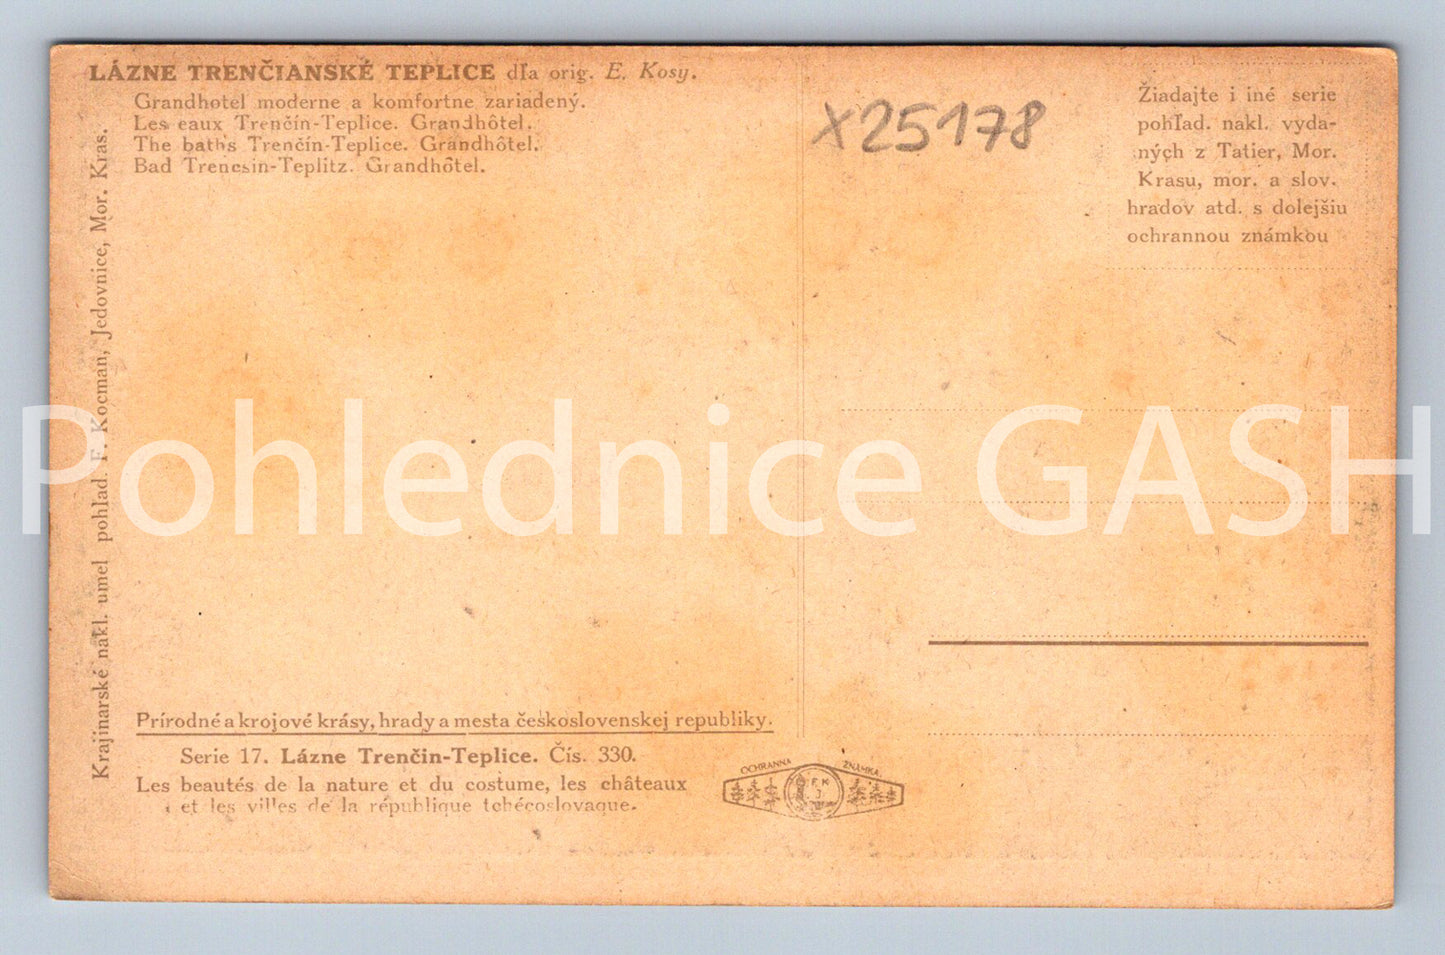 LÁZNE TRENČIANSKÉ TEPLICE dľa orig. E. Kosy.
Grandhotel moderne a komfortne zariadený.
Les eaux Trenčín-Teplice. Grandhôtel.
The baths Trenčín-Teplice. Grandhôtel.
Bad Trencsin-Teplitz. Grandhôtel.
X25178
Žiadajte i iné serie
pohľad. nakl. vyda-
ných z Tatier, Mor.
Krasu, mor. a slov.
hradov atd. s dolejšiu
ochrannou známkou
Krajinarské nakl. umel pohlad. F. Kocman, Jedovnice, Mor. Kras.
Pohlednice GASH
Prírodné a krojové krásy, hrady a mesta československej republiky.
Serie 17. Lázne Trenčin-Teplice. Čís. 330.
Les beautés de la nature et du costume, les châteaux
et les villes de la république tchécoslovaque.
OCHRANNA ZNÁMKA
F. K.
J.